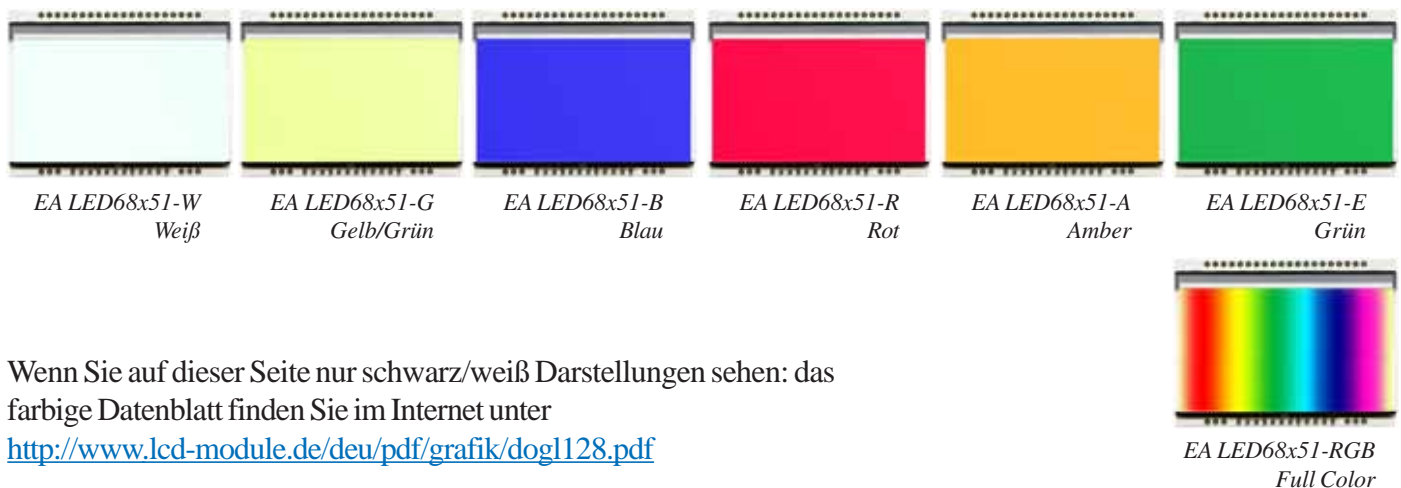 EA LED68x51-W
Weiß
EA LED68x51-G
Gelb/Grün
EA LED68x51-B
Blau
EA LED68x51-R
Rot
EA LED68x51-A
Amber
EA LED68x51-E
Grün
EA LED68x51-RGB
Full Color
Wenn Sie auf dieser Seite nur schwarz/weiß Darstellungen sehen: das
farbige Datenblatt finden Sie im Internet unter
http://www.lcd-module.de/deu/pdf/grafik/dogl128.pdf